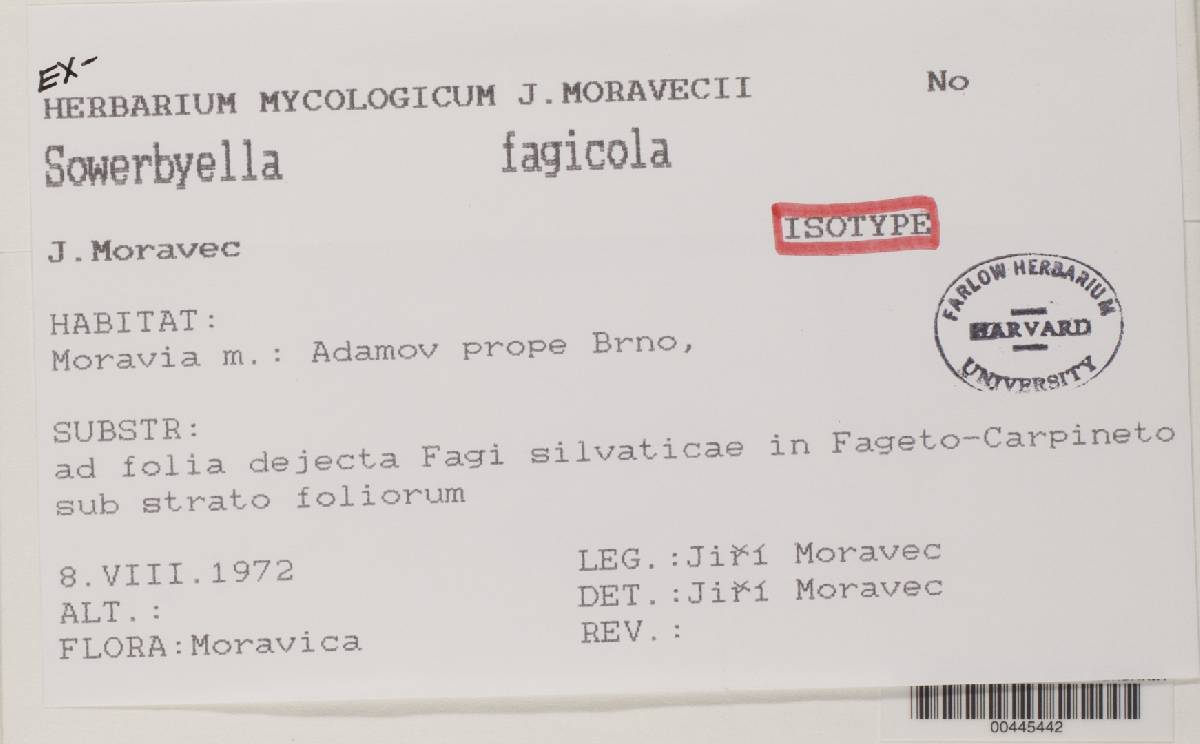 EX-
HERBARIUM MYCOLOGICUM J.MORAVECII No
Sowerbyella fagicola
ISOTYPE
J.Moravec
FARLOW HERBARIUM
HARVARD
UNIVERSITY
HABITAT:
Moravia m.: Adamov prope Brno,
SUBSTR:
ad folia dejecta Fagi silvaticae in Fageto-Carpineto
sub strato foliorum
8.VIII.1972 LEG.:Jiří Moravec
ALT.: DET.:Jiří Moravec
FLORA:Moravica REV.:
00445442